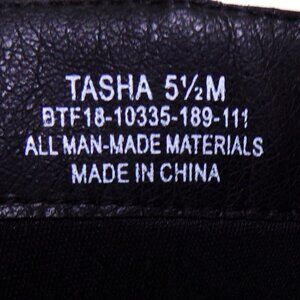 TASHA 5½M
BTF18-10335-189-111
ALL MAN-MADE MATERIALS
MADE IN CHINA